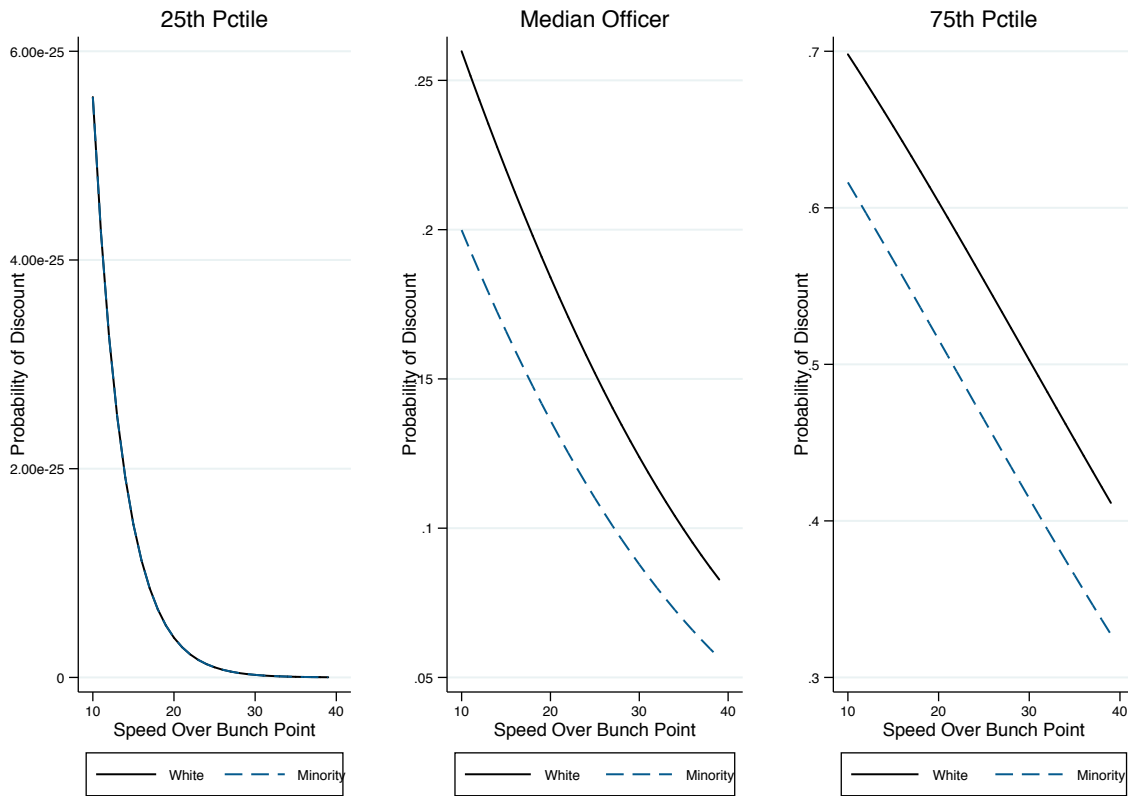 25th Pctile
6.00e-25
4.00e-25
2.00e-25
0
Probability of Discount
10 20 30 40
Speed Over Bunch Point
White Minority
Median Officer
.25
.2
.15
.1
.05
Probability of Discount
10 20 30 40
Speed Over Bunch Point
White Minority
75th Pctile
.7
.6
.5
.4
.3
Probability of Discount
10 20 30 40
Speed Over Bunch Point
White Minority